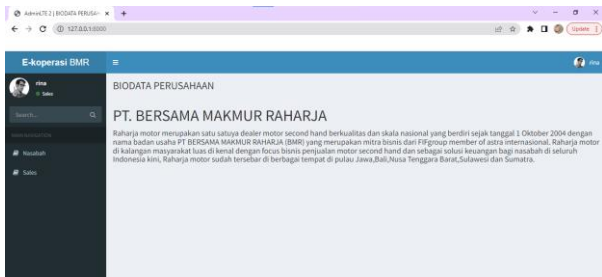 AdminLTE 2 | BIODATA PERUSA
127.0.0.1:8000
Update
E-koperasi BMR
rina
rina
Sales
Search...
MAIN NAVIGATION
Nasabah
Sales
BIODATA PERUSAHAAN
PT. BERSAMA MAKMUR RAHARJA
Raharja motor merupakan satu satuya dealer motor second hand berkualitas dan skala nasional yang berdiri sejak tanggal 1 Oktober 2004 dengan
nama badan usaha PT BERSAMA MAKMUR RAHARJA (BMR) yang merupakan mitra bisnis dari FIFgroup member of astra internasional. Raharja motor
di kalangan masyarakat luas di kenal dengan focus bisnis penjualan motor second hand dan sebagai solusi keuangan bagi nasabah di seluruh
Indonesia kini, Raharja motor sudah tersebar di berbagai tempat di pulau Jawa,Bali,Nusa Tenggara Barat,Sulawesi dan Sumatra.